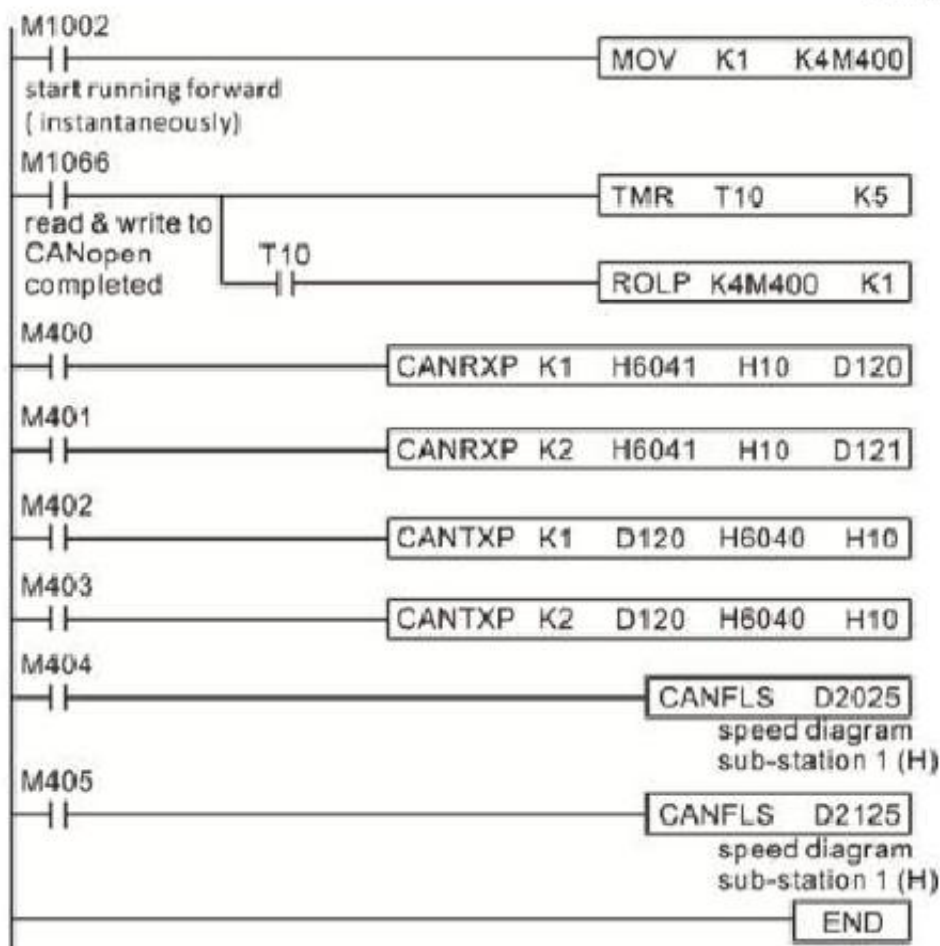 M1002
MOV K1 K4M400
start running forward
( instantaneously)
M1066
TMR T10 K5
read & write to
CANopen
completed
T10
ROLP K4M400 K1
M400
CANRXP K1 H6041 H10 D120
M401
CANRXP K2 H6041 H10 D121
M402
CANTXP K1 D120 H6040 H10
M403
CANTXP K2 D120 H6040 H10
M404
CANFLS D2025
speed diagram
sub-station 1 (H)
M405
CANFLS D2125
speed diagram
sub-station 1 (H)
END